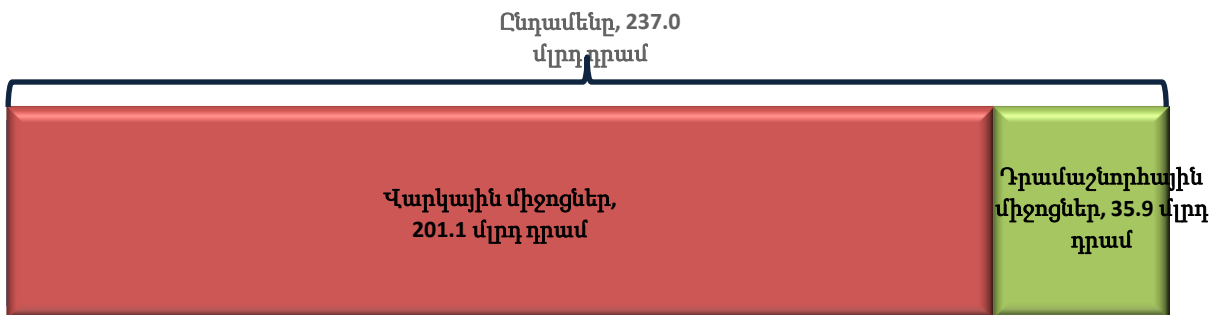 Ընդամենը, 237.0
մլրդ դրամ
Վարկային միջոցներ,
201.1 մլրդ դրամ
Դրամաշնորհային
միջոցներ, 35.9 մլրդ
դրամ